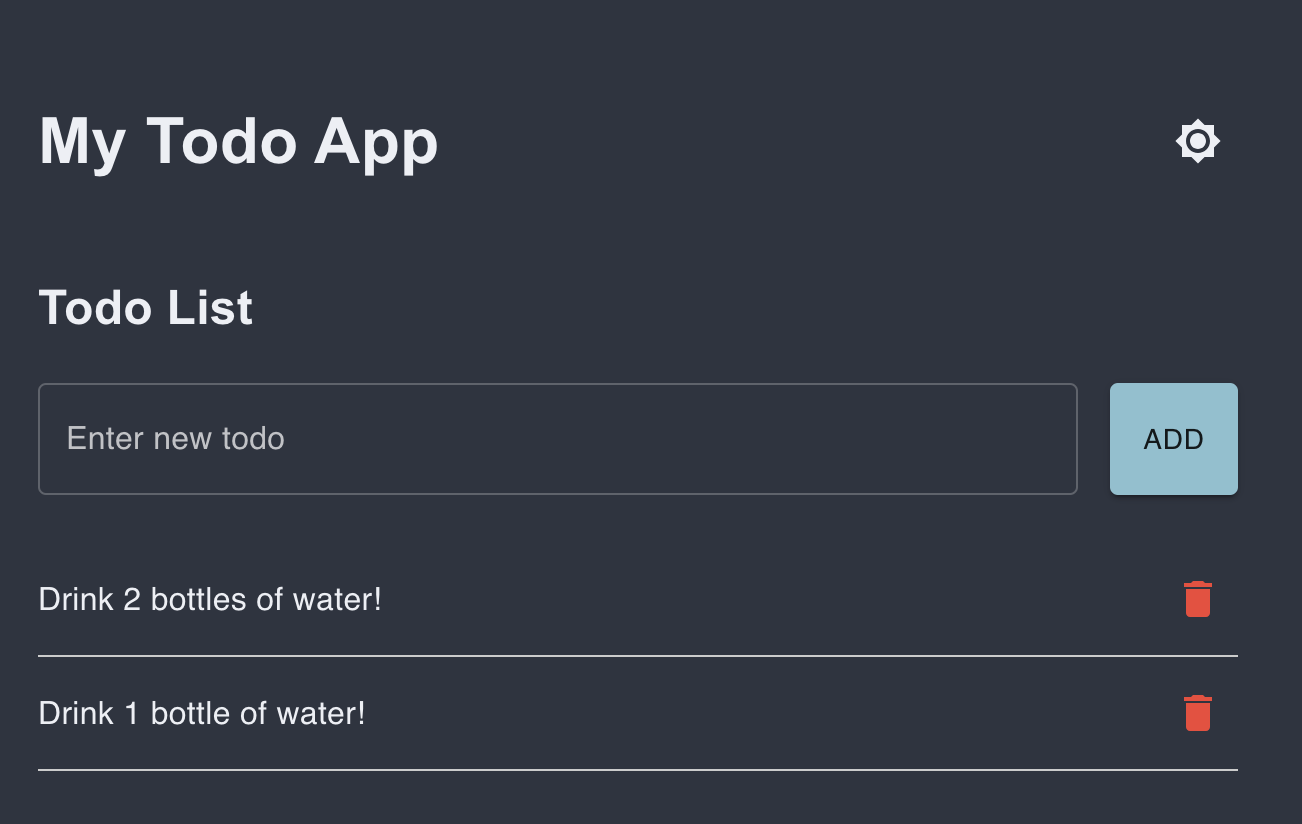 My Todo App
Todo List
Enter new todo
ADD
Drink 2 bottles of water!
Drink 1 bottle of water!